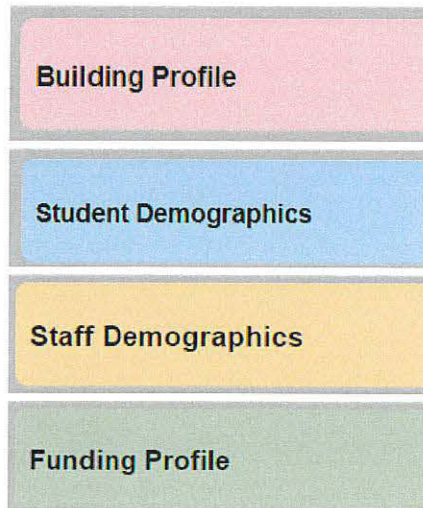 Building Profile
Student Demographics
Staff Demographics
Funding Profile